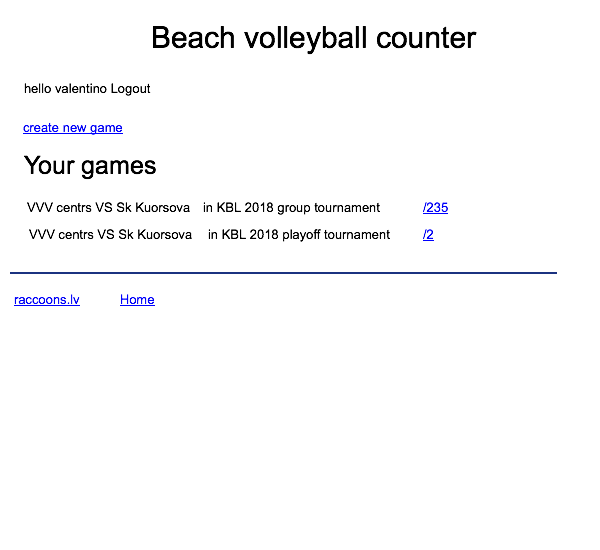 Beach volleyball counter
hello valentino Logout
create new game
Your games
VVV centrs VS Sk Kuorsova in KBL 2018 group tournament /235
VVV centrs VS Sk Kuorsova in KBL 2018 playoff tournament /2
raccoons.lv Home